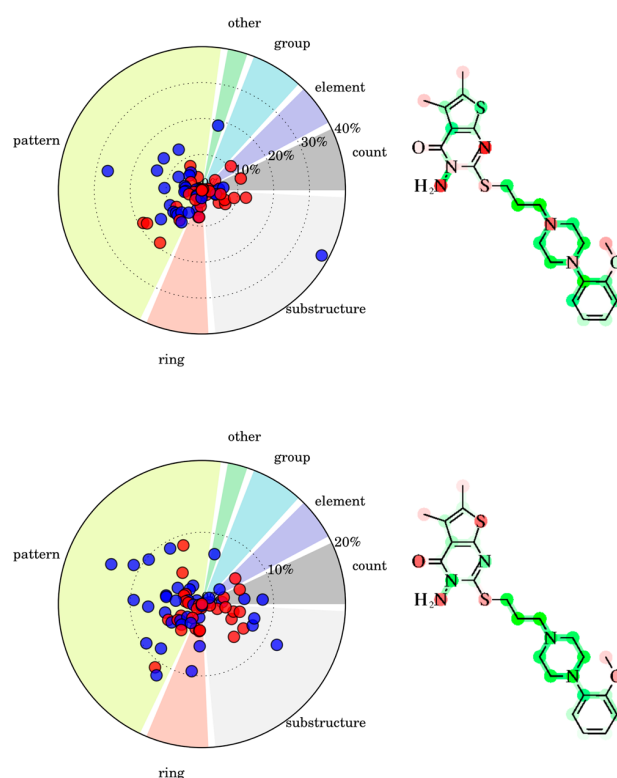 other
group
element
40%
30%
20%
10%
count
pattern
substructure
ring
S
O
N
N
H₂N
S
N
N
O
other
group
element
20%
10%
count
pattern
substructure
ring
S
O
N
N
H₂N
S
N
N
O